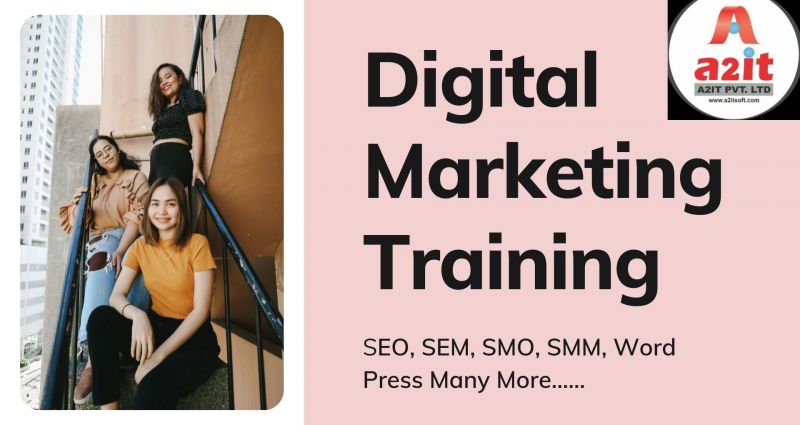 Digital
Marketing
Training
SEO, SEM, SMO, SMM, Word
Press Many More......
a2it
A2IT PVT. LTD
www.a2itsoft.com